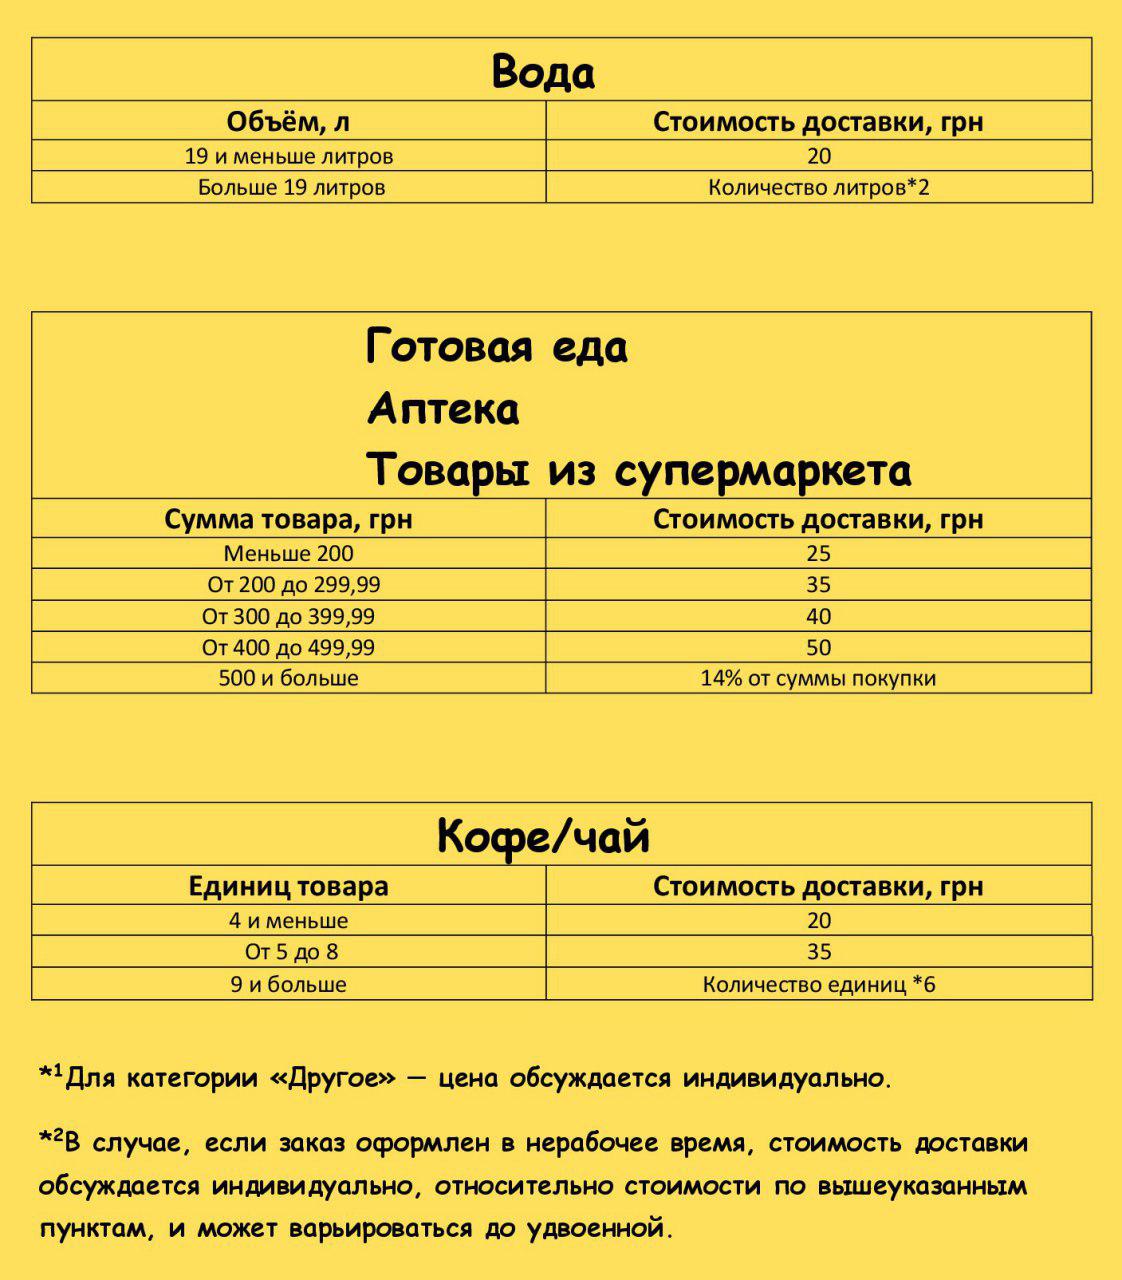 Вода
Объём, л Стоимость доставки, грн
19 и меньше литров 20
Больше 19 литров Количество литров*2
Готовая еда
Аптека
Товары из супермаркета
Сумма товара, грн Стоимость доставки, грн
Меньше 200 25
От 200 до 299,99 35
От 300 до 399,99 40
От 400 до 499,99 50
500 и больше 14% от суммы покупки
Кофе/чай
Единиц товара Стоимость доставки, грн
4 и меньше 20
От 5 до 8 35
9 и больше Количество единиц *6
*¹Для категории «Другое» — цена обсуждается индивидуально.
*²В случае, если заказ оформлен в нерабочее время, стоимость доставки
обсуждается индивидуально, относительно стоимости по вышеуказанным
пунктам, и может варьироваться до удвоенной.